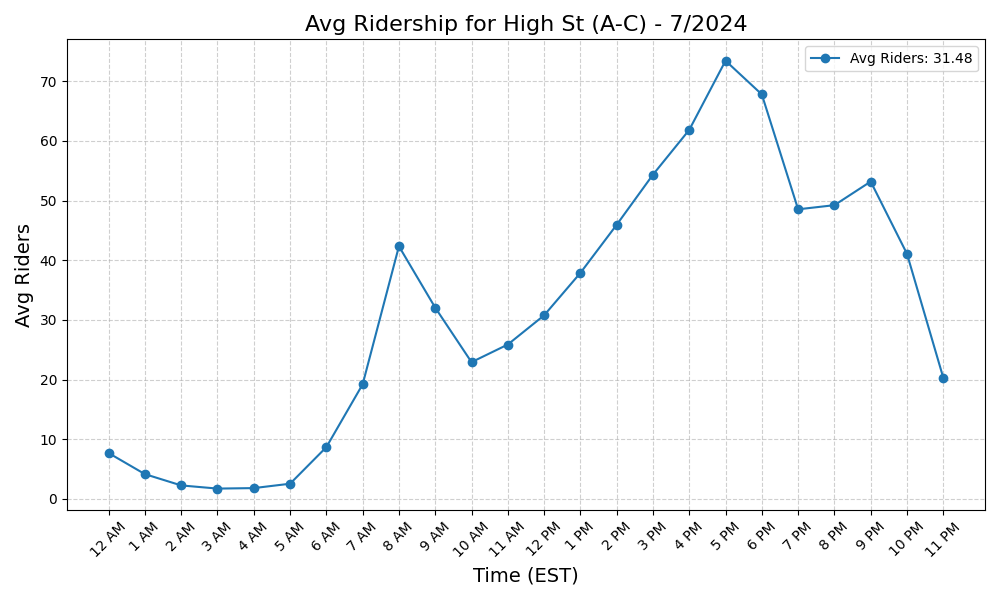 Avg Ridership for High St (A-C) - 7/2024
Avg Riders: 31.48
Avg Riders
70
60
50
40
30
20
10
0
12 AM
1 AM
2 AM
3 AM
4 AM
5 AM
6 AM
7 AM
8 AM
9 AM
10 AM
11 AM
12 PM
1 PM
2 PM
3 PM
4 PM
5 PM
6 PM
7 PM
8 PM
9 PM
10 PM
11 PM
Time (EST)